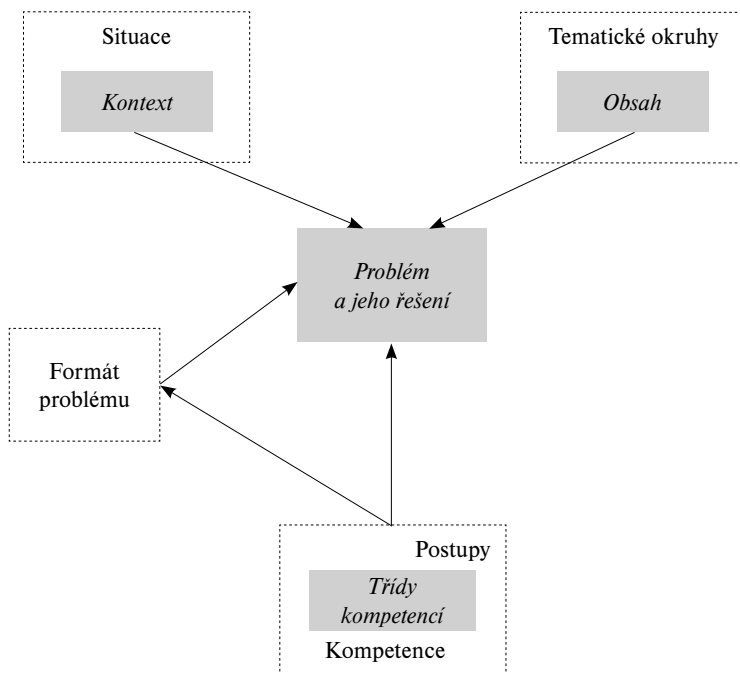 Situace
Kontext
Tematické okruhy
Obsah
Problém
a jeho řešení
Formát
problému
Postupy
Třídy
kompetencí
Kompetence